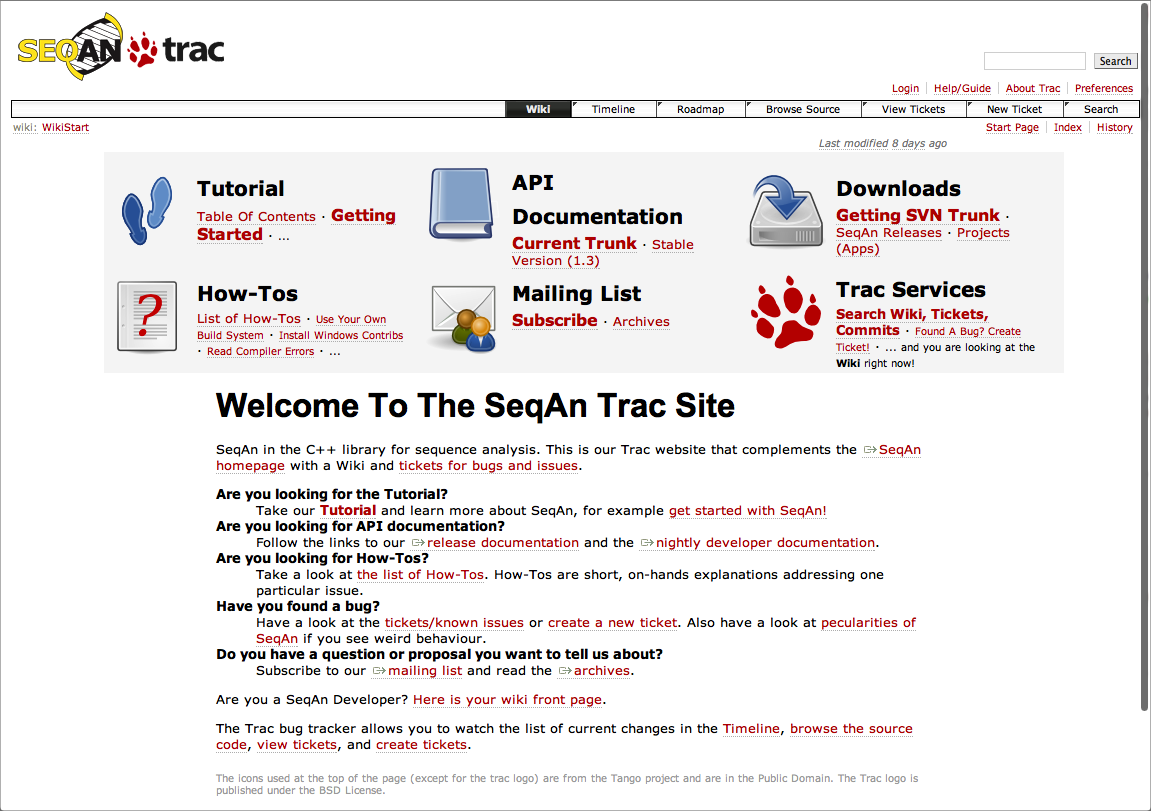 SEQAN trac
Search
Login Help/Guide About Trac Preferences
Wiki Timeline Roadmap Browse Source View Tickets New Ticket Search
wiki: WikiStart
Start Page Index History
Last modified 8 days ago
Tutorial
Table Of Contents · Getting
Started · ...
API
Documentation
Current Trunk · Stable
Version (1.3)
Downloads
Getting SVN Trunk ·
SeqAn Releases · Projects
(Apps)
?
How-Tos
List of How-Tos · Use Your Own
Build System · Install Windows Contribs
· Read Compiler Errors · ...
Mailing List
Subscribe · Archives
Trac Services
Search Wiki, Tickets,
Commits · Found A Bug? Create
Ticket! · ... and you are looking at the
Wiki right now!
Welcome To The SeqAn Trac Site
SeqAn in the C++ library for sequence analysis. This is our Trac website that complements the SeqAn
homepage with a Wiki and tickets for bugs and issues.
Are you looking for the Tutorial?
Take our Tutorial and learn more about SeqAn, for example get started with SeqAn!
Are you looking for API documentation?
Follow the links to our release documentation and the nightly developer documentation.
Are you looking for How-Tos?
Take a look at the list of How-Tos. How-Tos are short, on-hands explanations addressing one
particular issue.
Have you found a bug?
Have a look at the tickets/known issues or create a new ticket. Also have a look at pecularities of
SeqAn if you see weird behaviour.
Do you have a question or proposal you want to tell us about?
Subscribe to our mailing list and read the archives.
Are you a SeqAn Developer? Here is your wiki front page.
The Trac bug tracker allows you to watch the list of current changes in the Timeline, browse the source
code, view tickets, and create tickets.
The icons used at the top of the page (except for the trac logo) are from the Tango project and are in the Public Domain. The Trac logo is
published under the BSD License.